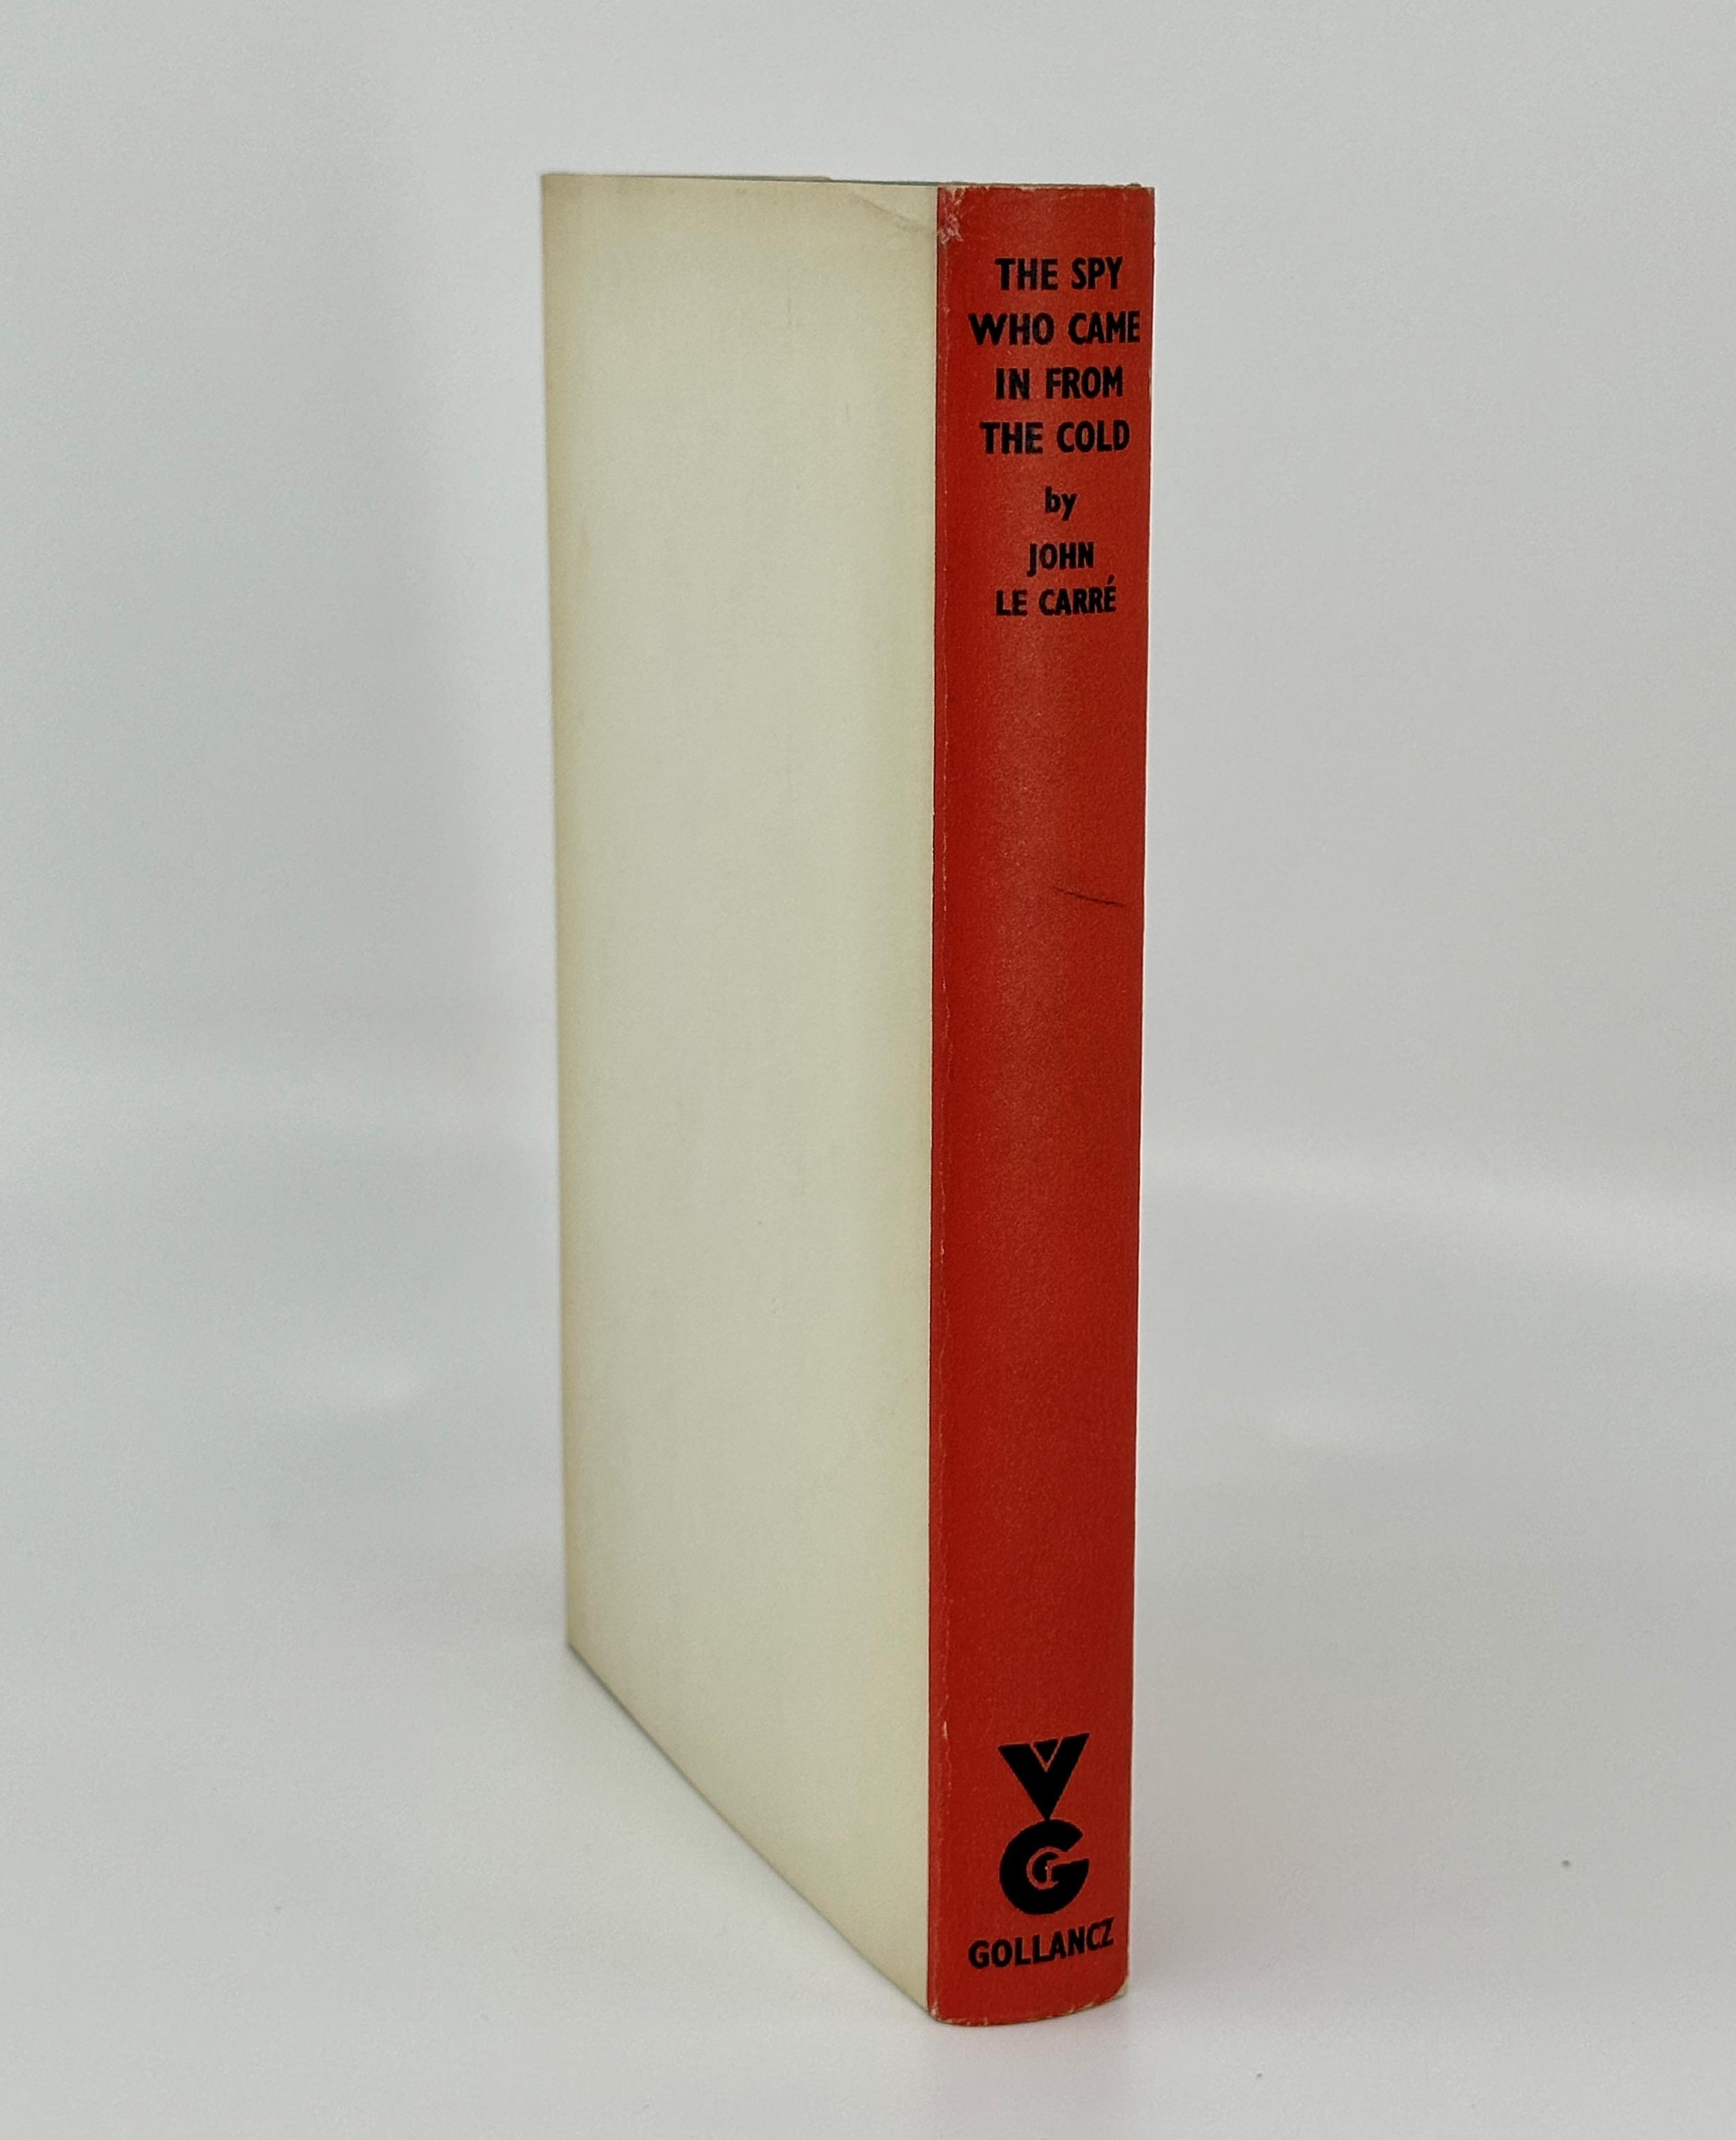 THE SPY
WHO CAME
IN FROM
THE COLD
by
JOHN
LE CARRÉ
VG
GOLLANCZ